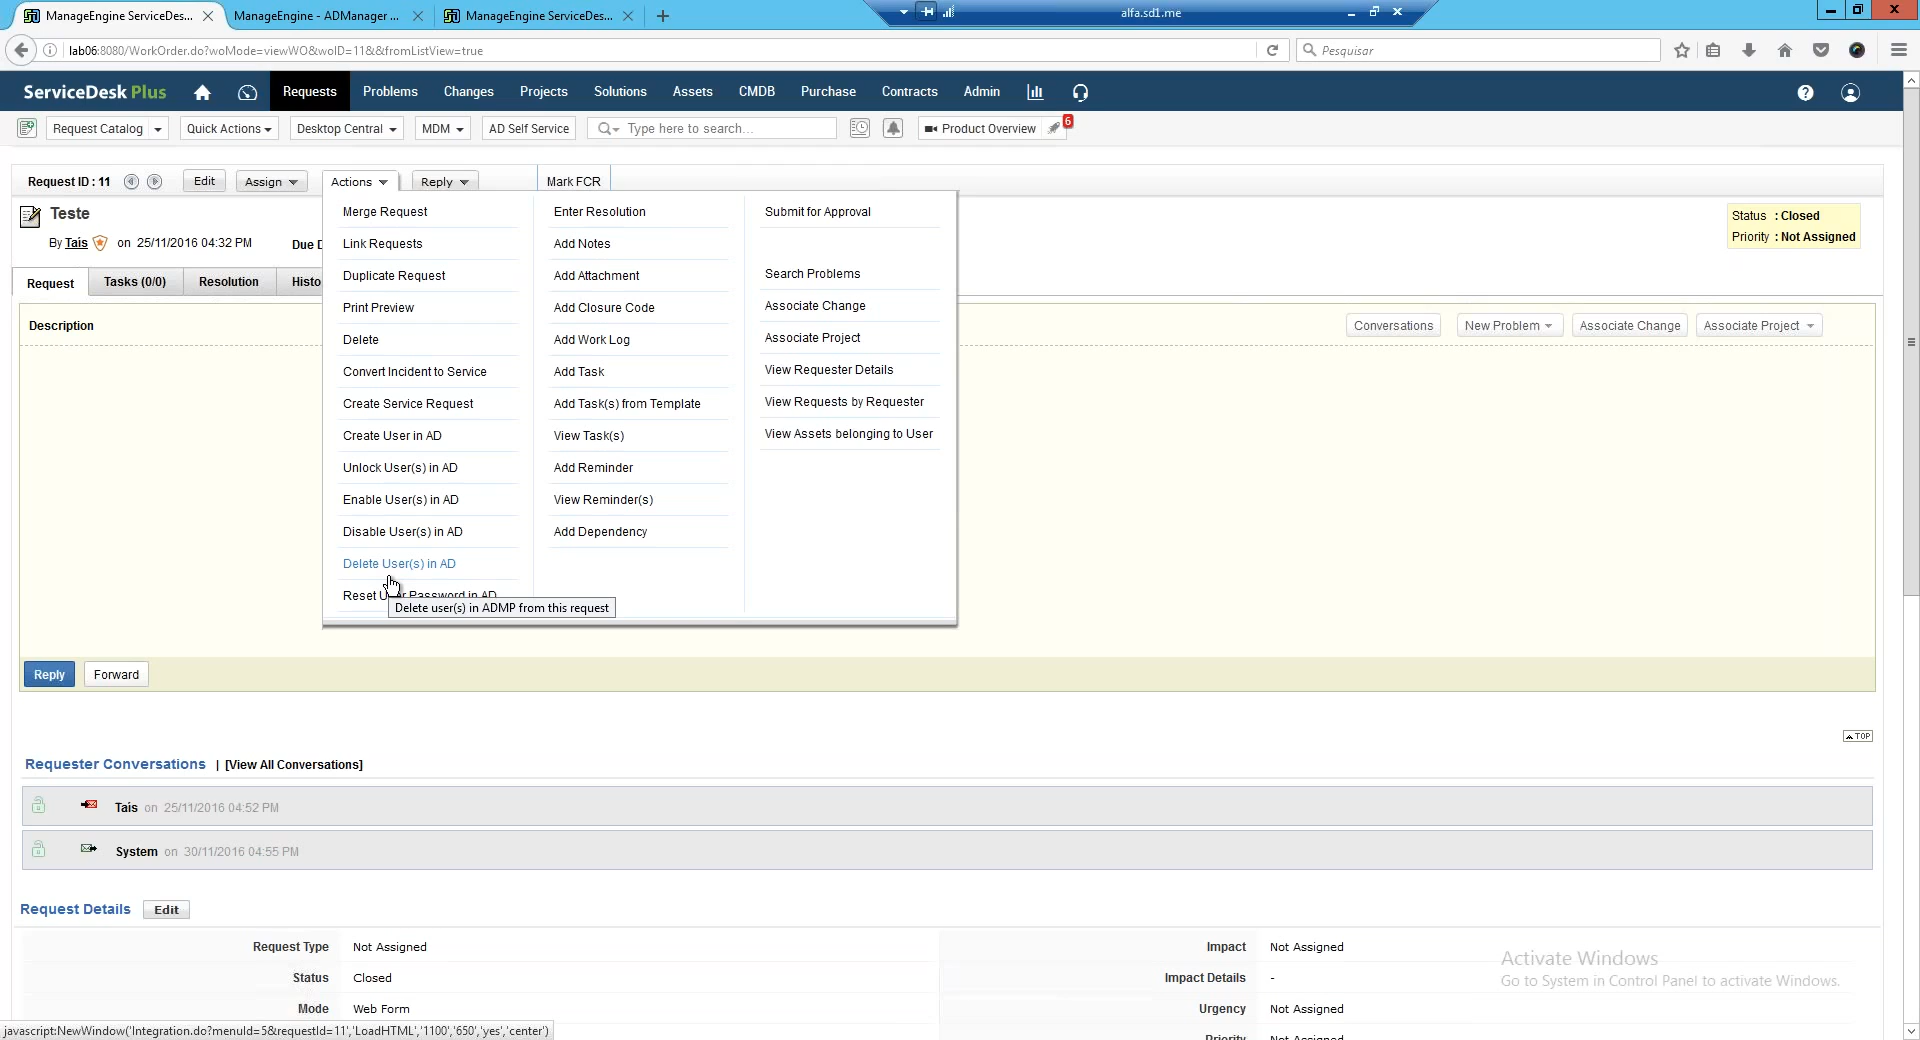 ManageEngine ServiceDes...
ManageEngine - ADManager ...
ManageEngine ServiceDes...
alfa.sd1.me
lab06:8080/WorkOrder.do?woMode=viewWO&woID=11&&fromListView=true
Pesquisar
ServiceDesk Plus
Requests
Problems
Changes
Projects
Solutions
Assets
CMDB
Purchase
Contracts
Admin
Request Catalog
Quick Actions
Desktop Central
MDM
AD Self Service
Type here to search...
Product Overview
6
Request ID : 11
Edit
Assign
Actions
Reply
Mark FCR
Teste
By Tais on 25/11/2016 04:32 PM
Due D
Status : Closed
Priority : Not Assigned
Request
Tasks (0/0)
Resolution
Histo
Merge Request
Link Requests
Duplicate Request
Print Preview
Delete
Convert Incident to Service
Create Service Request
Create User in AD
Unlock User(s) in AD
Enable User(s) in AD
Disable User(s) in AD
Delete User(s) in AD
Reset User Password in AD
Delete user(s) in ADMP from this request
Enter Resolution
Add Notes
Add Attachment
Add Closure Code
Add Work Log
Add Task
Add Task(s) from Template
View Task(s)
Add Reminder
View Reminder(s)
Add Dependency
Submit for Approval
Search Problems
Associate Change
Associate Project
View Requester Details
View Requests by Requester
View Assets belonging to User
Description
Conversations
New Problem
Associate Change
Associate Project
Reply
Forward
TOP
Requester Conversations | [View All Conversations]
Tais on 25/11/2016 04:52 PM
System on 30/11/2016 04:55 PM
Request Details
Edit
Request Type Not Assigned
Impact Not Assigned
Status Closed
Impact Details -
Mode Web Form
Urgency Not Assigned
Priority Not Assigned
Activate Windows
Go to System in Control Panel to activate Windows.
javascript:NewWindow('Integration.do?menuId=5&requestId=11','LoadHTML','1100','650','yes','center')